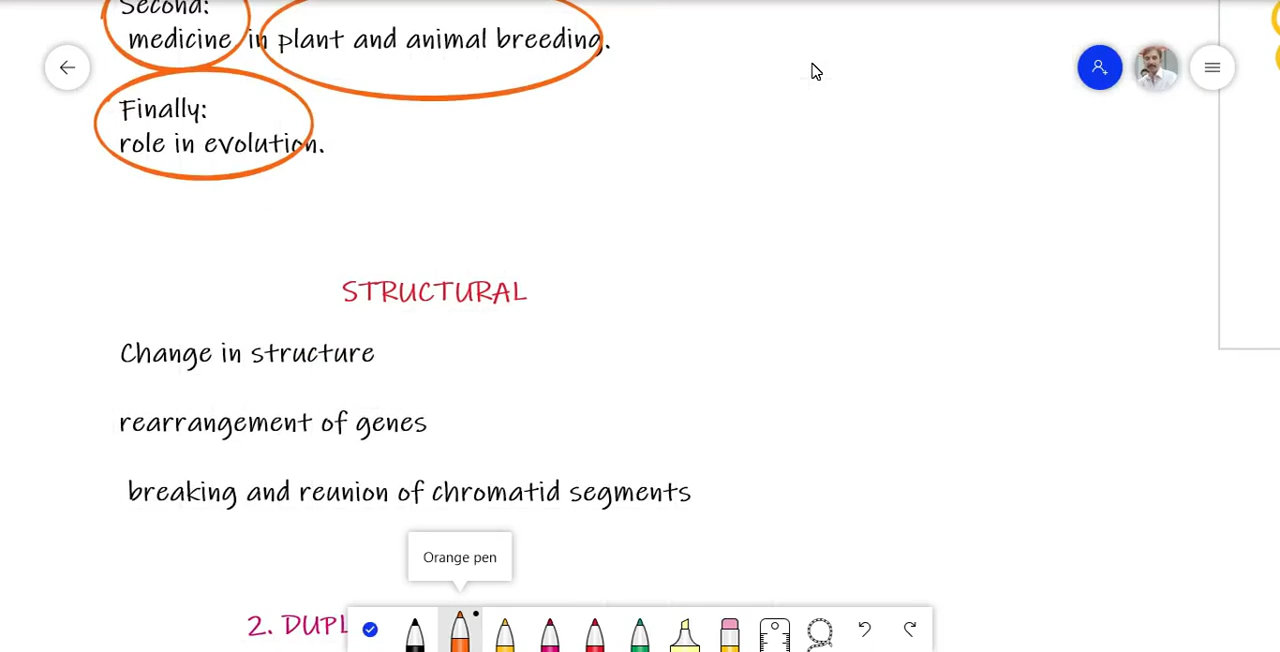 Second:
medicine in plant and animal breeding.
Finally:
role in evolution.
STRUCTURAL
Change in structure
rearrangement of genes
breaking and reunion of chromatid segments
Orange pen
2. DUPL